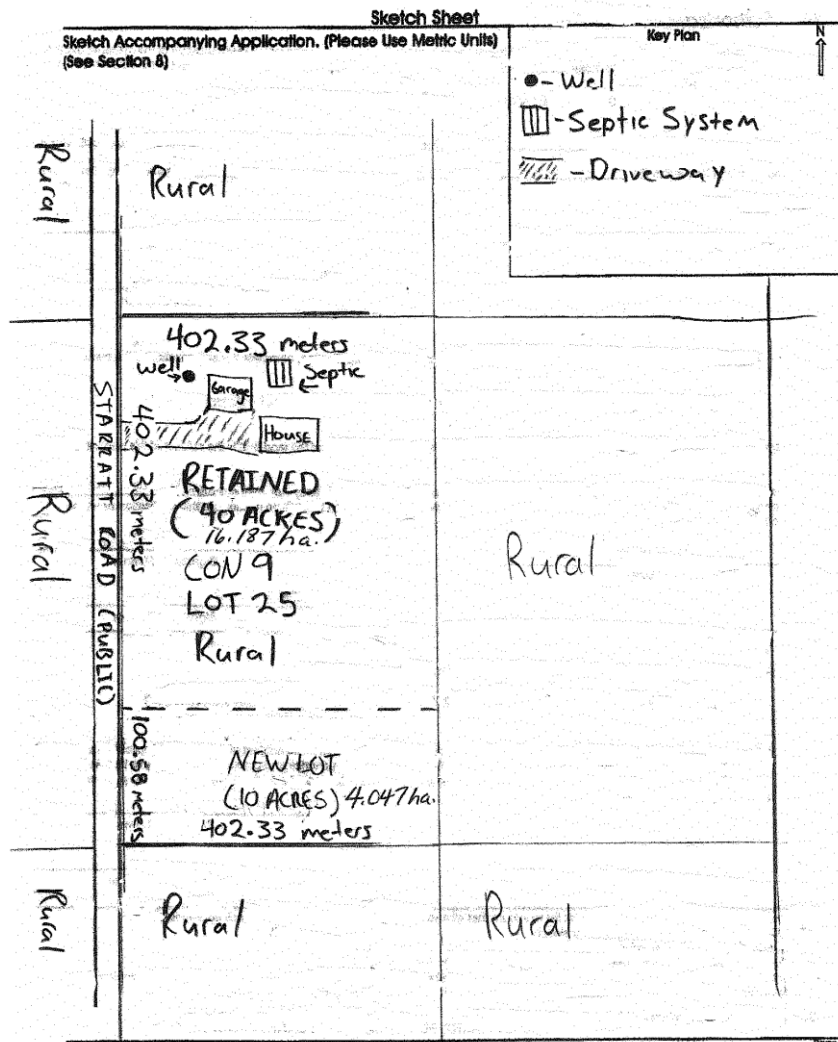 Sketch Sheet
Sketch Accompanying Application. (Please Use Metric Units)
(See Section 8)
Key Plan
N
- Well
- Septic System
- Driveway
Rural
Rural
402.33 meters
Well
Septic
Garage
House
STARRATT ROAD (PUBLIC)
402.33 meters
RETAINED
(40 ACRES)
16.187 ha.
CON 9
LOT 25
Rural
Rural
Rural
100.58 meters
NEW LOT
(10 ACRES) 4.047 ha.
402.33 meters
Rural
Rural
Rural